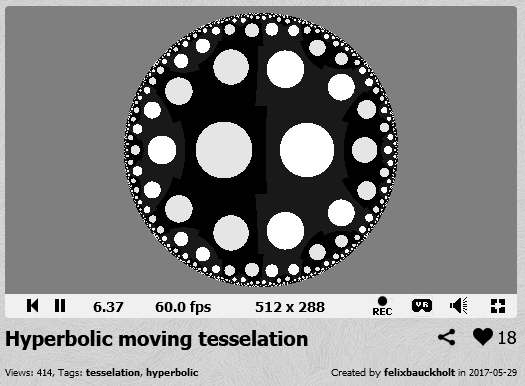 6.37 60.0 fps 512 x 288 REC VR
Hyperbolic moving tesselation 18
Views: 414, Tags: tesselation, hyperbolic Created by felixbauckholt in 2017-05-29